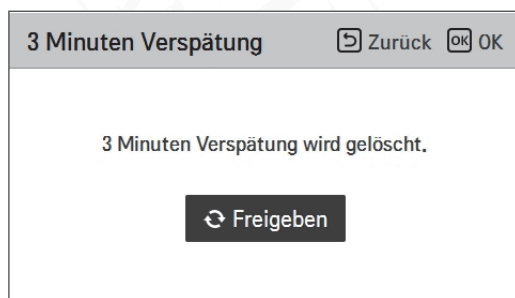 3 Minuten Verspätung Zurück OK OK
3 Minuten Verspätung wird gelöscht.
Freigeben